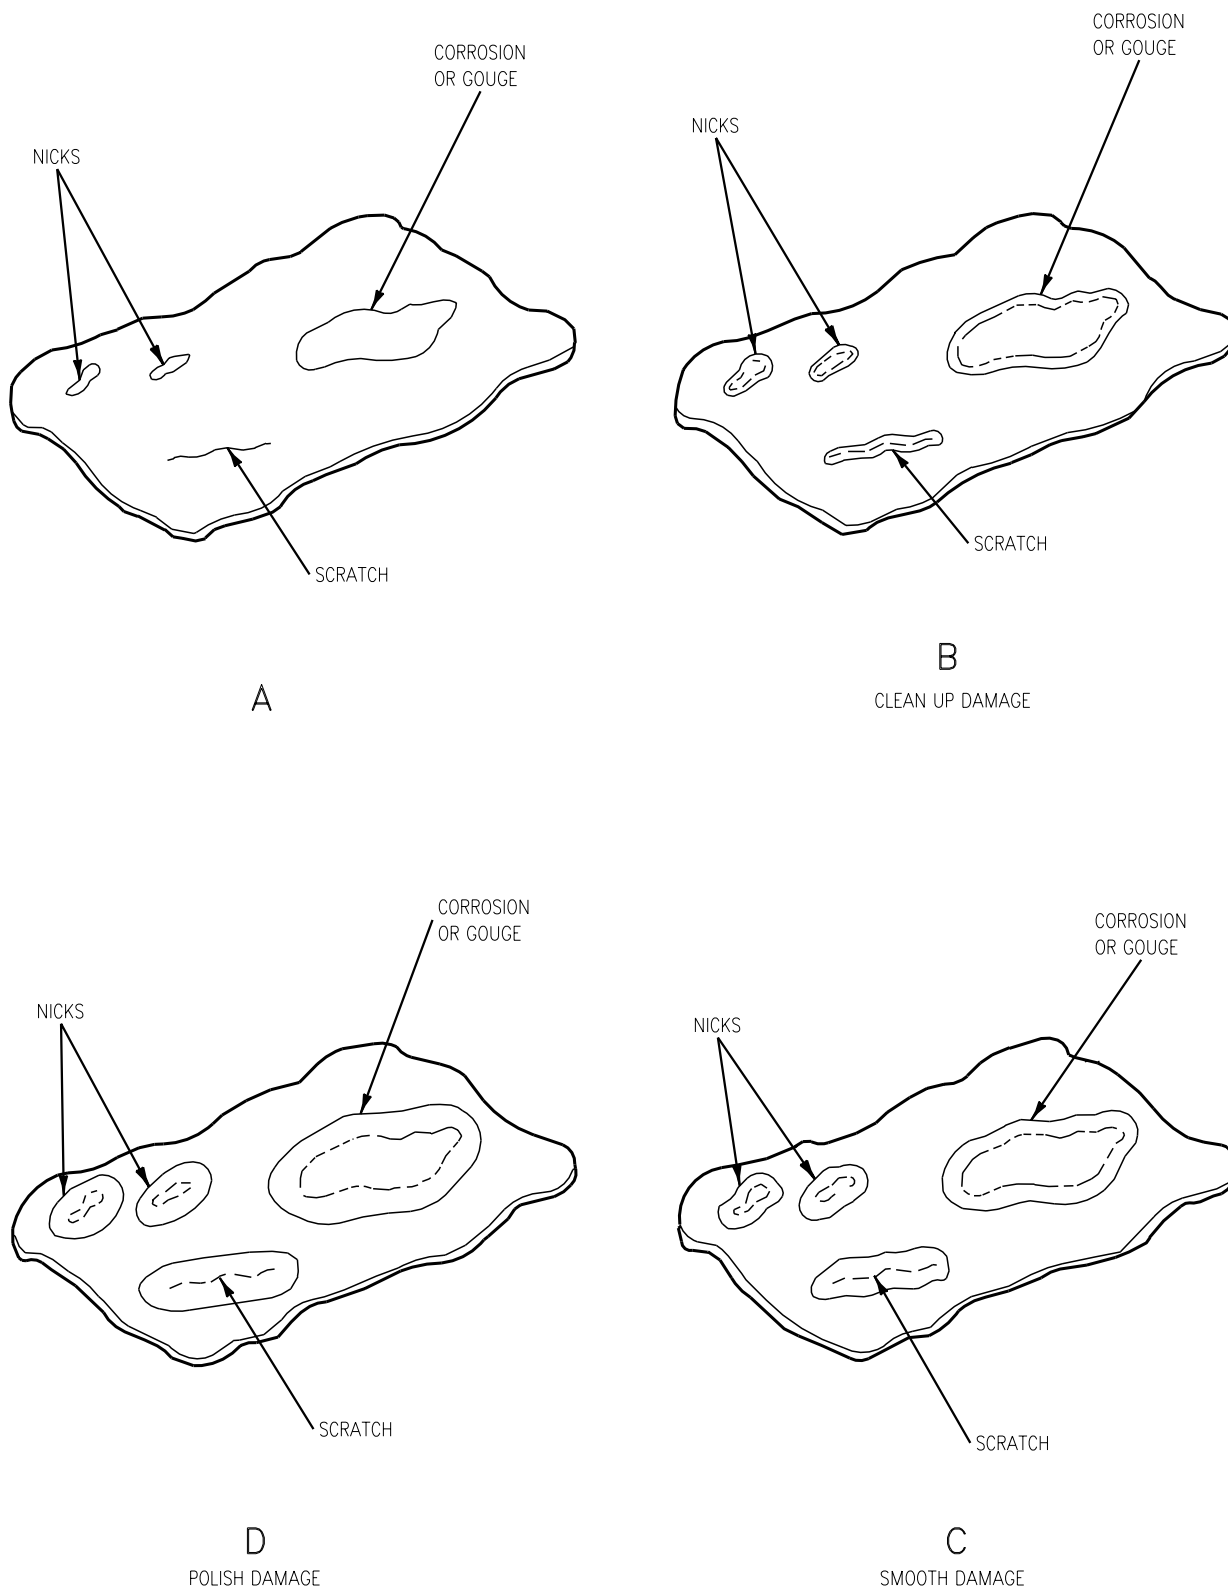 CORROSION
OR GOUGE
NICKS
SCRATCH
A
CORROSION
OR GOUGE
NICKS
SCRATCH
B
CLEAN UP DAMAGE
CORROSION
OR GOUGE
NICKS
SCRATCH
D
POLISH DAMAGE
CORROSION
OR GOUGE
NICKS
SCRATCH
C
SMOOTH DAMAGE